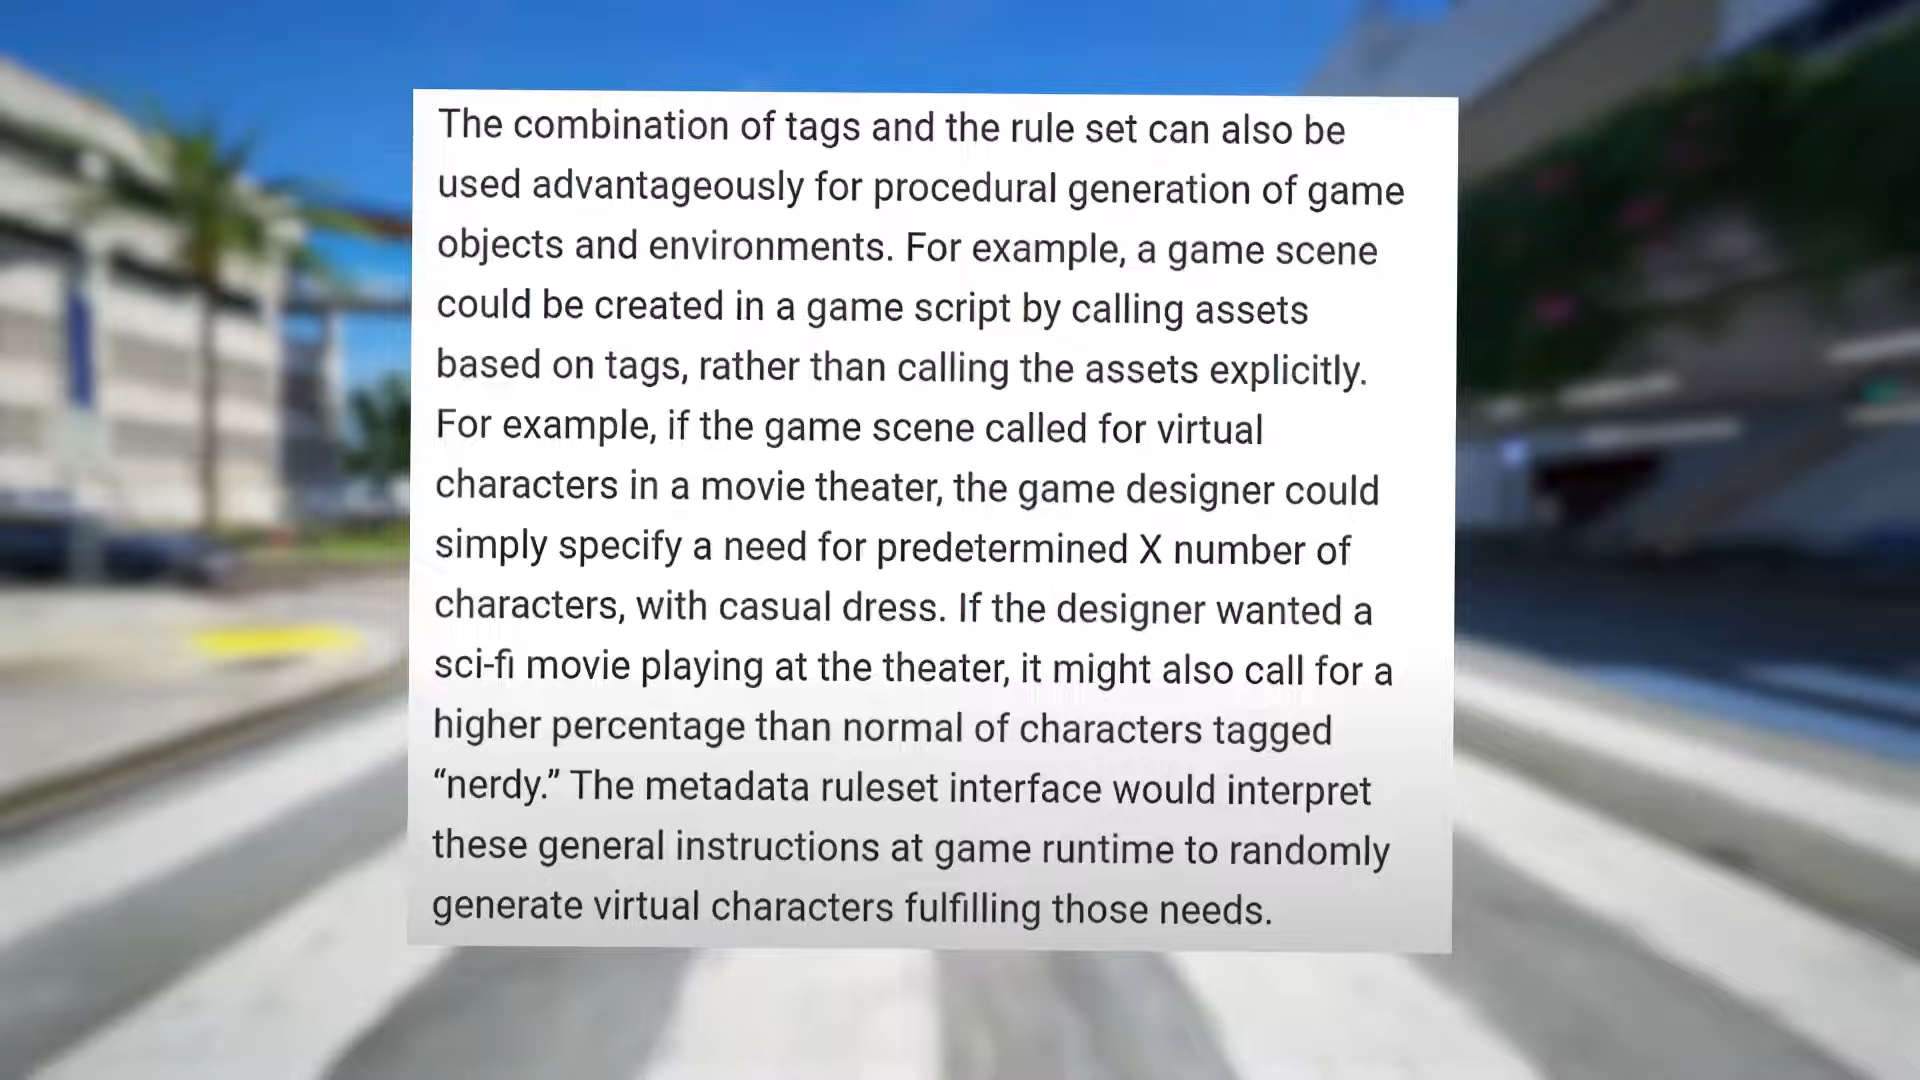 The combination of tags and the rule set can also be
used advantageously for procedural generation of game
objects and environments. For example, a game scene
could be created in a game script by calling assets
based on tags, rather than calling the assets explicitly.
For example, if the game scene called for virtual
characters in a movie theater, the game designer could
simply specify a need for predetermined X number of
characters, with casual dress. If the designer wanted a
sci-fi movie playing at the theater, it might also call for a
higher percentage than normal of characters tagged
“nerdy.” The metadata ruleset interface would interpret
these general instructions at game runtime to randomly
generate virtual characters fulfilling those needs.